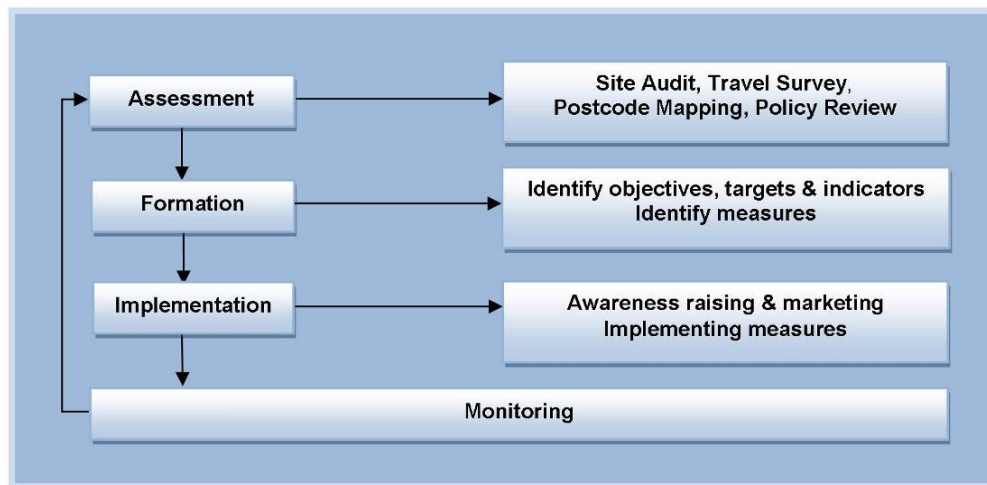 Assessment
Site Audit, Travel Survey,
Postcode Mapping, Policy Review
Formation
Identify objectives, targets & indicators
Identify measures
Implementation
Awareness raising & marketing
Implementing measures
Monitoring